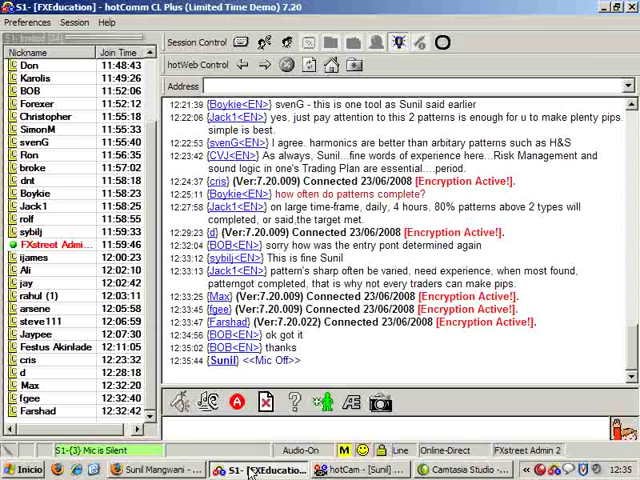 S1- [FXEducation] - hotComm CL Plus (Limited Time Demo) 7.20
Preferences Session Help
S1- Invited [34]
Nickname Join Time
Don 11:48:43
Karolis 11:49:26
BOB 11:52:02
Forexer 11:52:12
Christopher 11:55:18
SimonM 11:55:33
svenG 11:55:40
Ron 11:56:35
broke 11:57:02
dnt 11:57:18
Boykie 11:57:43
Jack1 11:58:25
rolf 11:58:55
sybilj 11:59:33
FXstreet Admi... 11:59:46
ijames 12:00:23
Ali 12:02:10
jay 12:02:42
rahul (1) 12:03:11
arsene 12:05:58
steve111 12:07:49
Jaypee 12:07:30
Festus Akinlade 12:17:09
cris 12:23:32
d 12:28:18
Max 12:32:20
fgee 12:32:40
Farshad 12:32:42
Session Control
hotWeb Control
Address
12:21:39 {Boykie<EN>} svenG - this is one tool as Sunil said earlier
12:22:06 {Jack1<EN>} yes, just pay attention to this 2 patterns is enough for u to make plenty pips.
simple is best.
12:22:53 {svenG<EN>} I agree. harmonics are better than arbitary patterns such as H&S
12:23:42 {CVJ<EN>} As always, Sunil...fine words of experience here...Risk Management and
sound logic in one's Trading Plan are essential....period.
12:24:37 {cris} (Ver:7.20.009) Connected 23/06/2008 [Encryption Active!].
12:25:11 {Boykie<EN>} how often do patterns complete?
12:27:58 {Jack1<EN>} on large time-frame, daily, 4 hours. 80% patterns above 2 types will
completed, or said,the target met.
12:29:23 {d} (Ver:7.20.009) Connected 23/06/2008 [Encryption Active!].
12:32:04 {BOB<EN>} sorry how was the entry pont determined again
12:32:12 {sybilj<EN>} This is fine Sunil
12:33:13 {Jack1<EN>} pattern's sharp often be varied, need experience, when most found,
patterngot completed, that is why not every traders can make pips.
12:33:25 {Max} (Ver:7.20.009) Connected 23/06/2008 [Encryption Active!].
12:33:45 {fgee} (Ver:7.20.009) Connected 23/06/2008 [Encryption Active!].
12:33:47 {Farshad} (Ver:7.20.022) Connected 23/06/2008 [Encryption Active!].
12:34:56 {BOB<EN>} ok got it
12:35:02 {BOB<EN>} thanks
12:35:44 {Sunil} <<Mic Off>>
A ? Æ
S1-{3} Mic is Silent Audio-On M Line Online-Direct FXstreet Admin 2
Inicio Sunil Mangwani - ... S1- [FXEducatio... hotCam - [Sunil] ... Camtasia Studio - ... 12:35